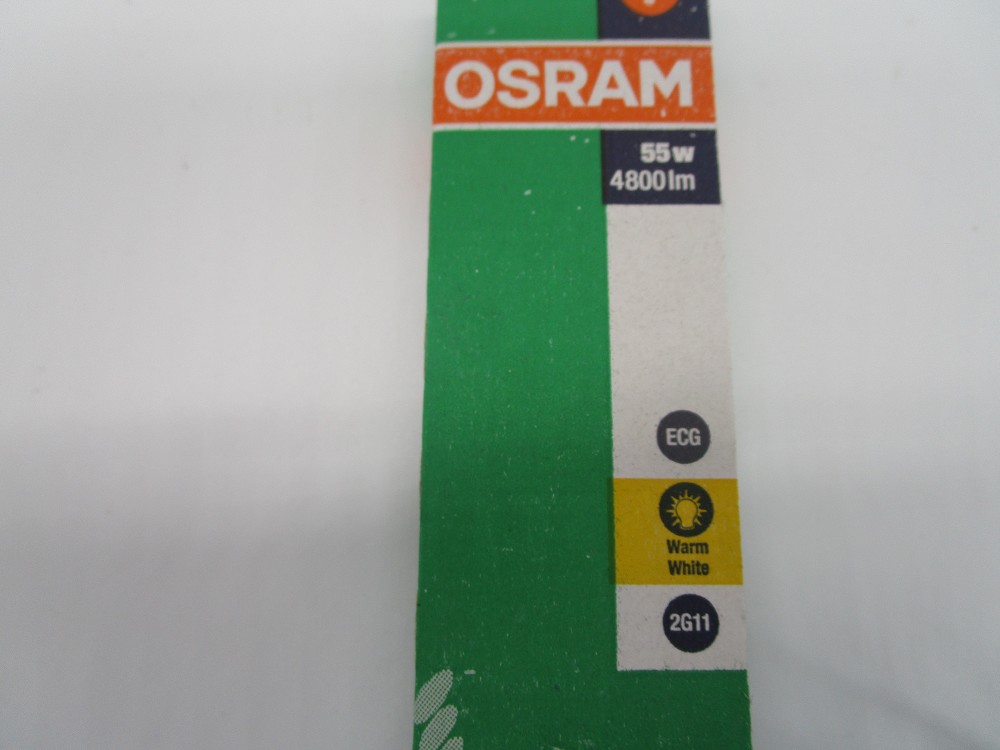 OSRAM
55w
4800lm
ECG
Warm
White
2G11